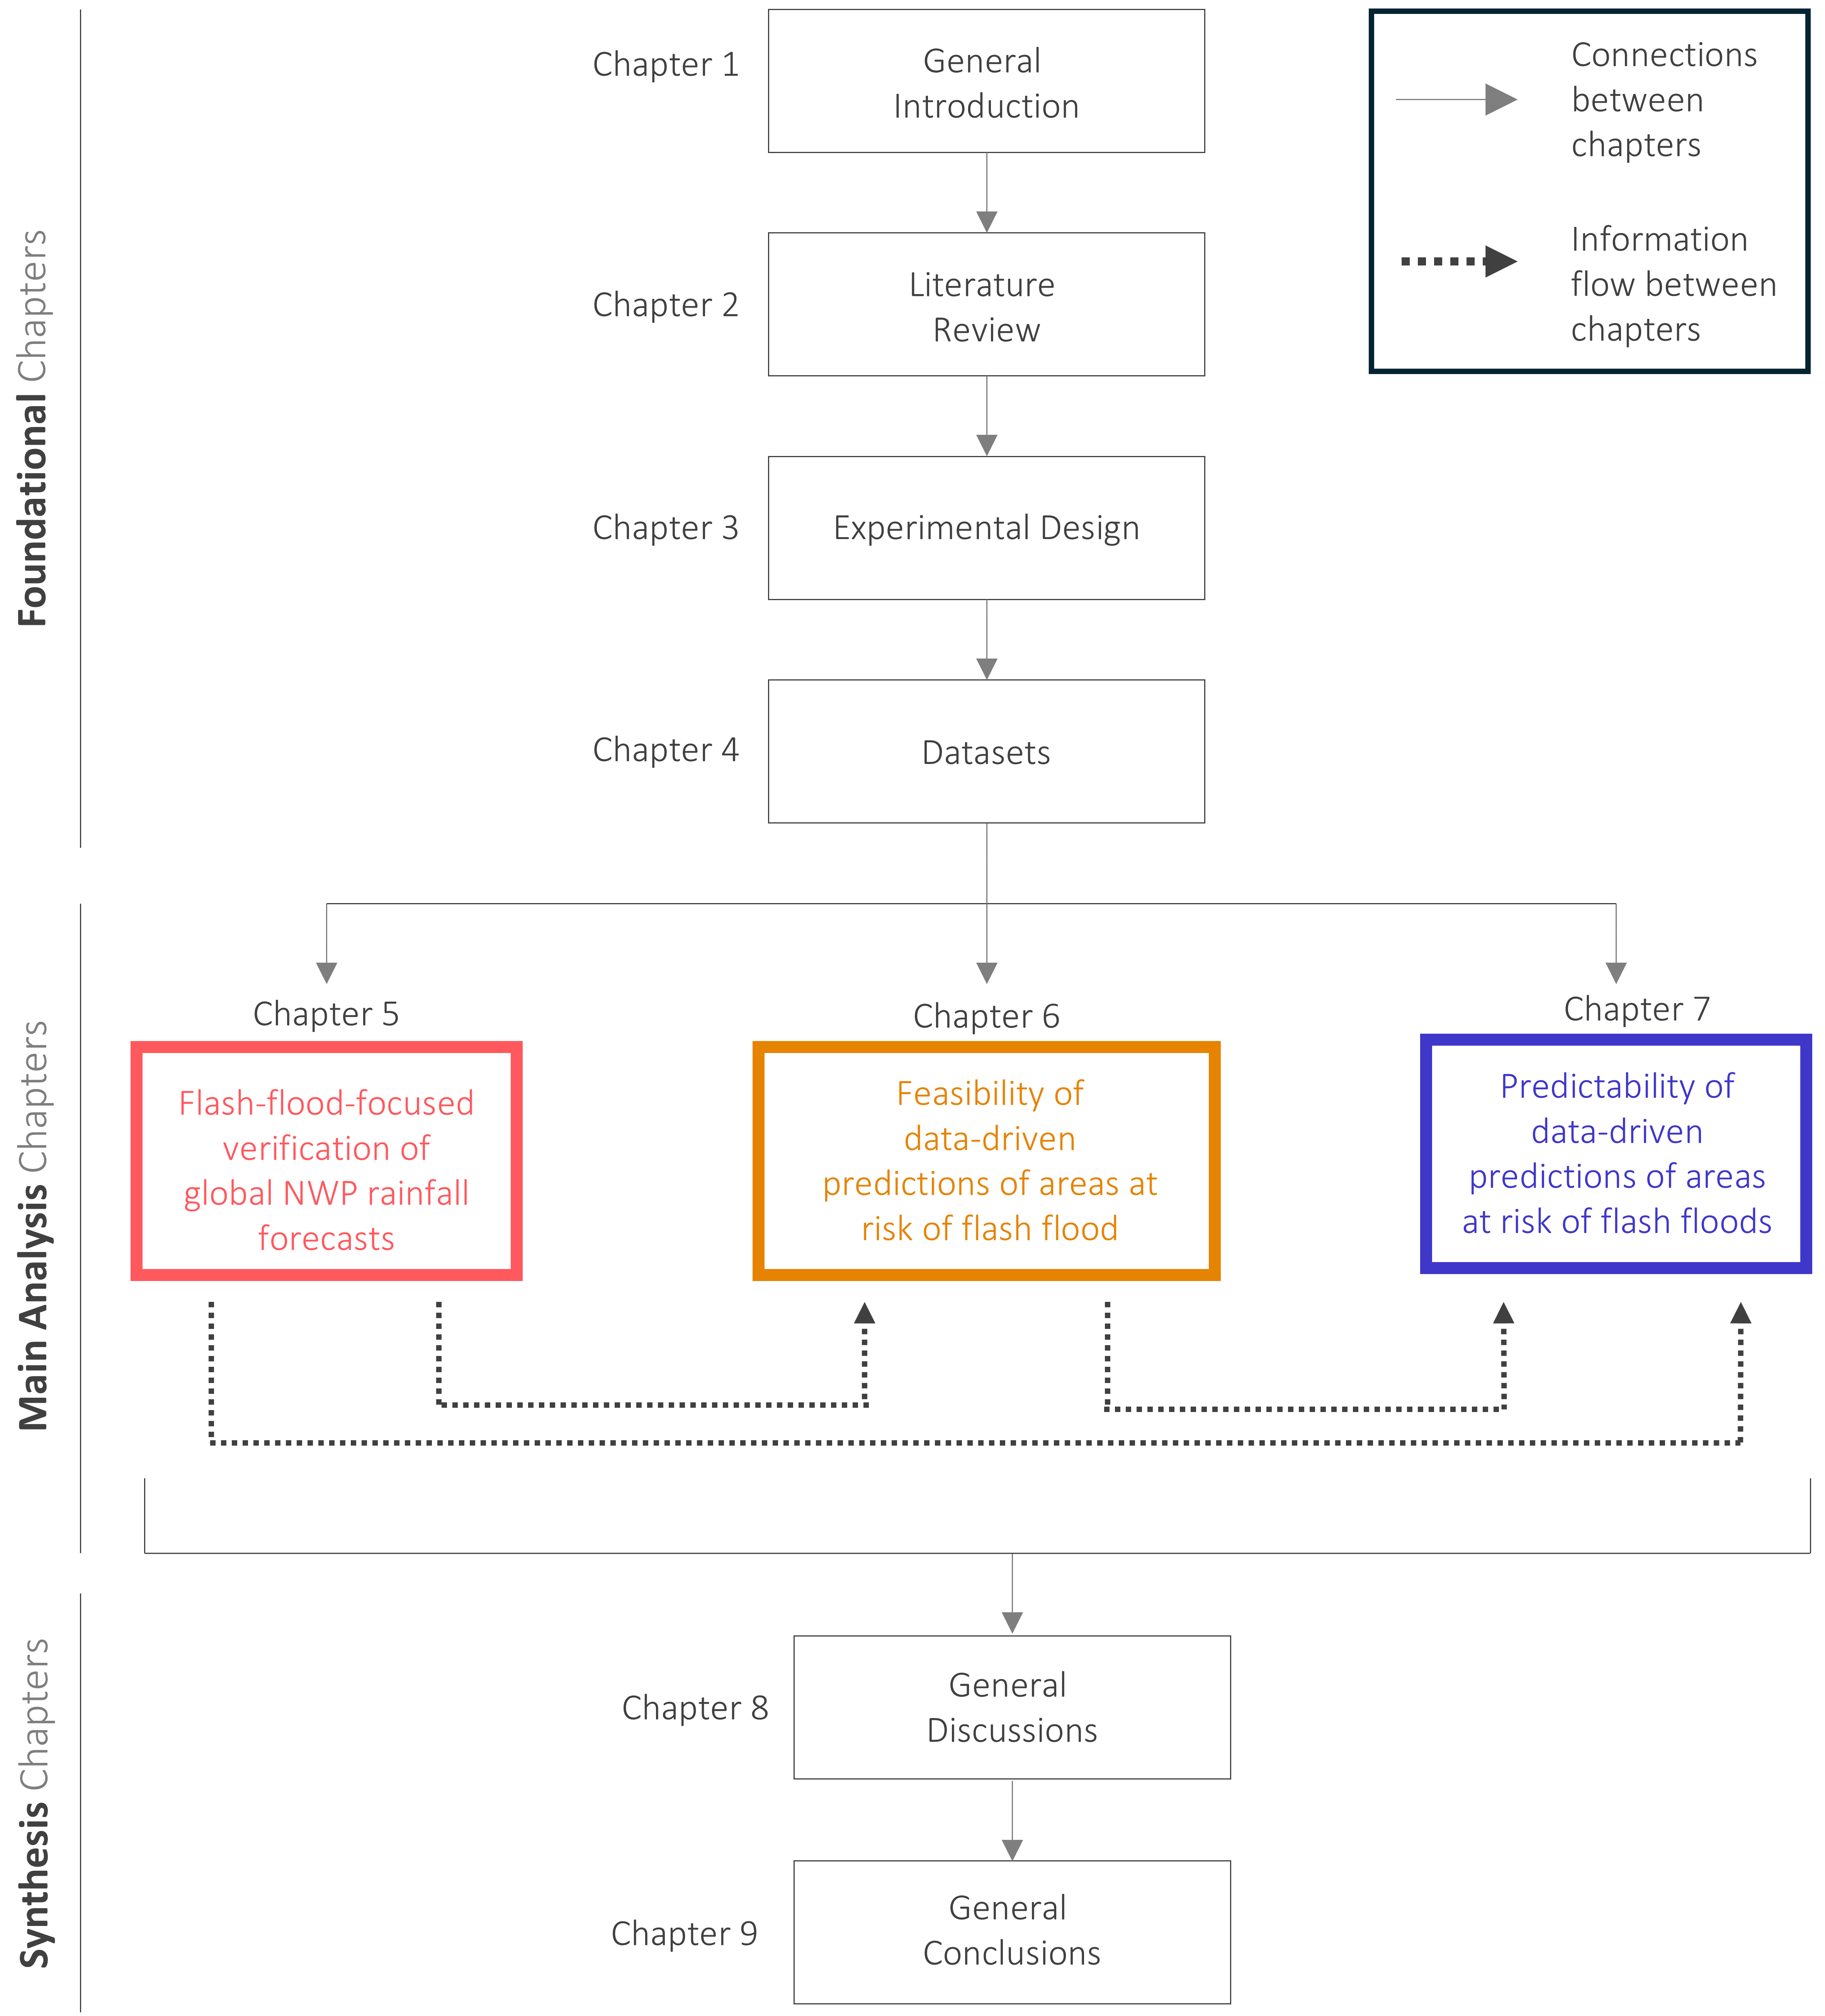 Chapter 1
General
Introduction
Connections
between
chapters
Information
flow between
chapters
Foundational Chapters
Chapter 2
Literature
Review
Chapter 3
Experimental Design
Chapter 4
Datasets
Main Analysis Chapters
Chapter 5
Flash-flood-focused
verification of
global NWP rainfall
forecasts
Chapter 6
Feasibility of
data-driven
predictions of areas at
risk of flash flood
Chapter 7
Predictability of
data-driven
predictions of areas
at risk of flash floods
Synthesis Chapters
Chapter 8
General
Discussions
Chapter 9
General
Conclusions